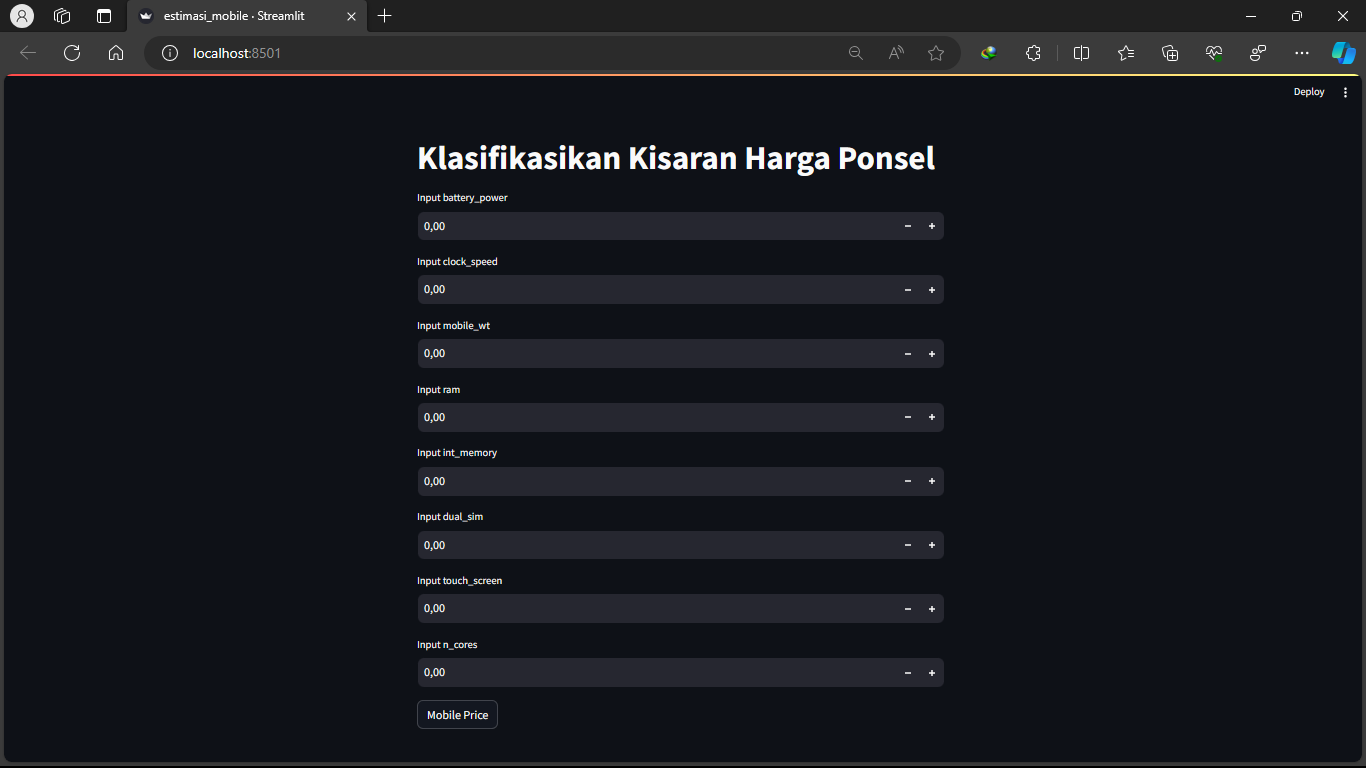 estimasi_mobile · Streamlit
localhost:8501
Deploy
Klasifikasikan Kisaran Harga Ponsel
Input battery_power
0,00
Input clock_speed
0,00
Input mobile_wt
0,00
Input ram
0,00
Input int_memory
0,00
Input dual_sim
0,00
Input touch_screen
0,00
Input n_cores
0,00
Mobile Price